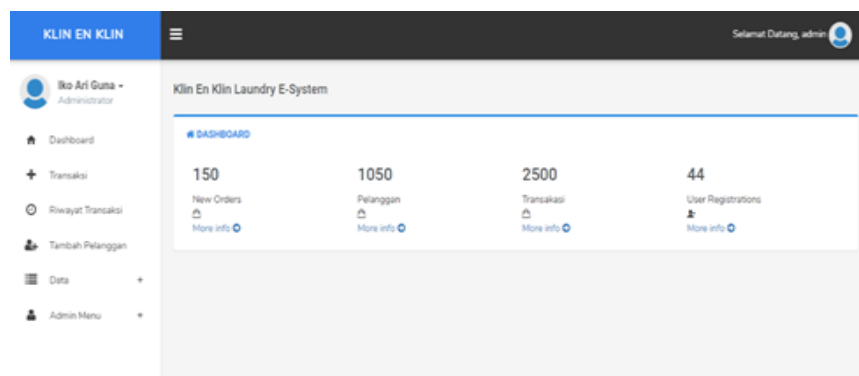 KLIN EN KLIN
Selamat Datang, admin
Iko Ari Guna
Administrator
Dashboard
Transaksi
Riwayat Transaksi
Tambah Pelanggan
Data +
Admin Menu +
Klin En Klin Laundry E-System
DASHBOARD
150
New Orders
More info
1050
Pelanggan
More info
2500
Transakasi
More info
44
User Registrations
More info